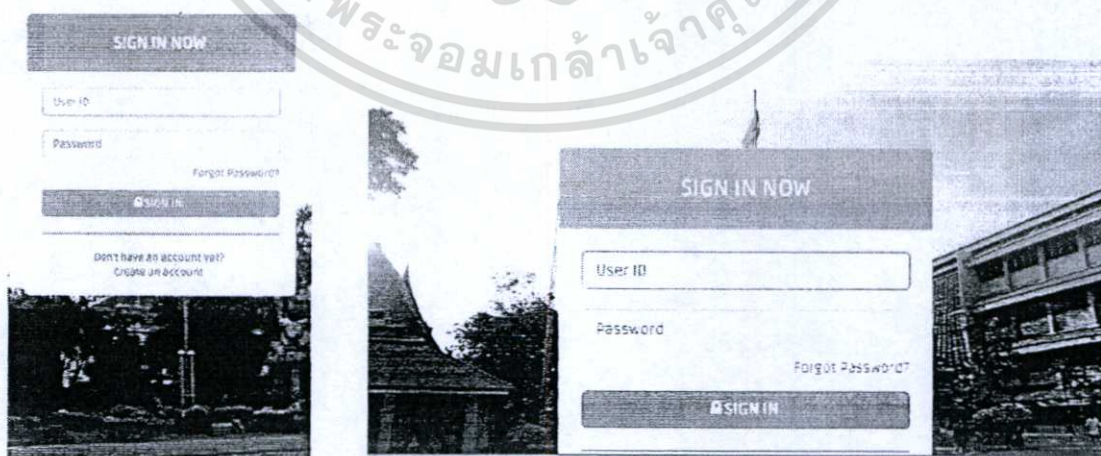 พระจอมเกล้าเจ้าคุ
SIGN IN NOW
User ID
Password
Forgot Password?
SIGN IN
Don't have an account yet?
Create an account
SIGN IN NOW
User ID
Password
Forgot Password?
SIGN IN